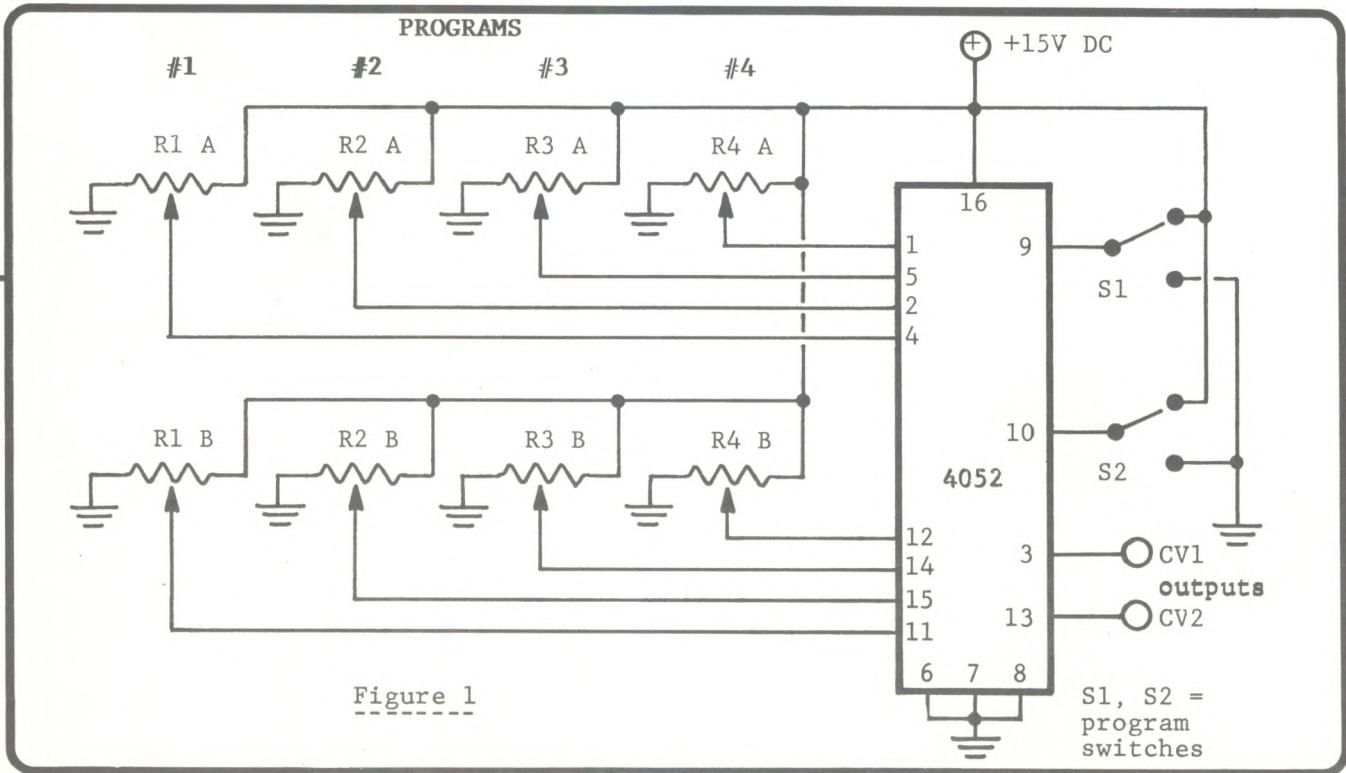 PROGRAMS
#1 #2 #3 #4
+ +15V DC
R1 A R2 A R3 A R4 A
16
1
5
2
4
9
S1
R1 B R2 B R3 B R4 B
10
S2
4052
12
14
15
11
3 CV1
outputs
13 CV2
6 7 8
Figure 1
S1, S2 =
program
switches